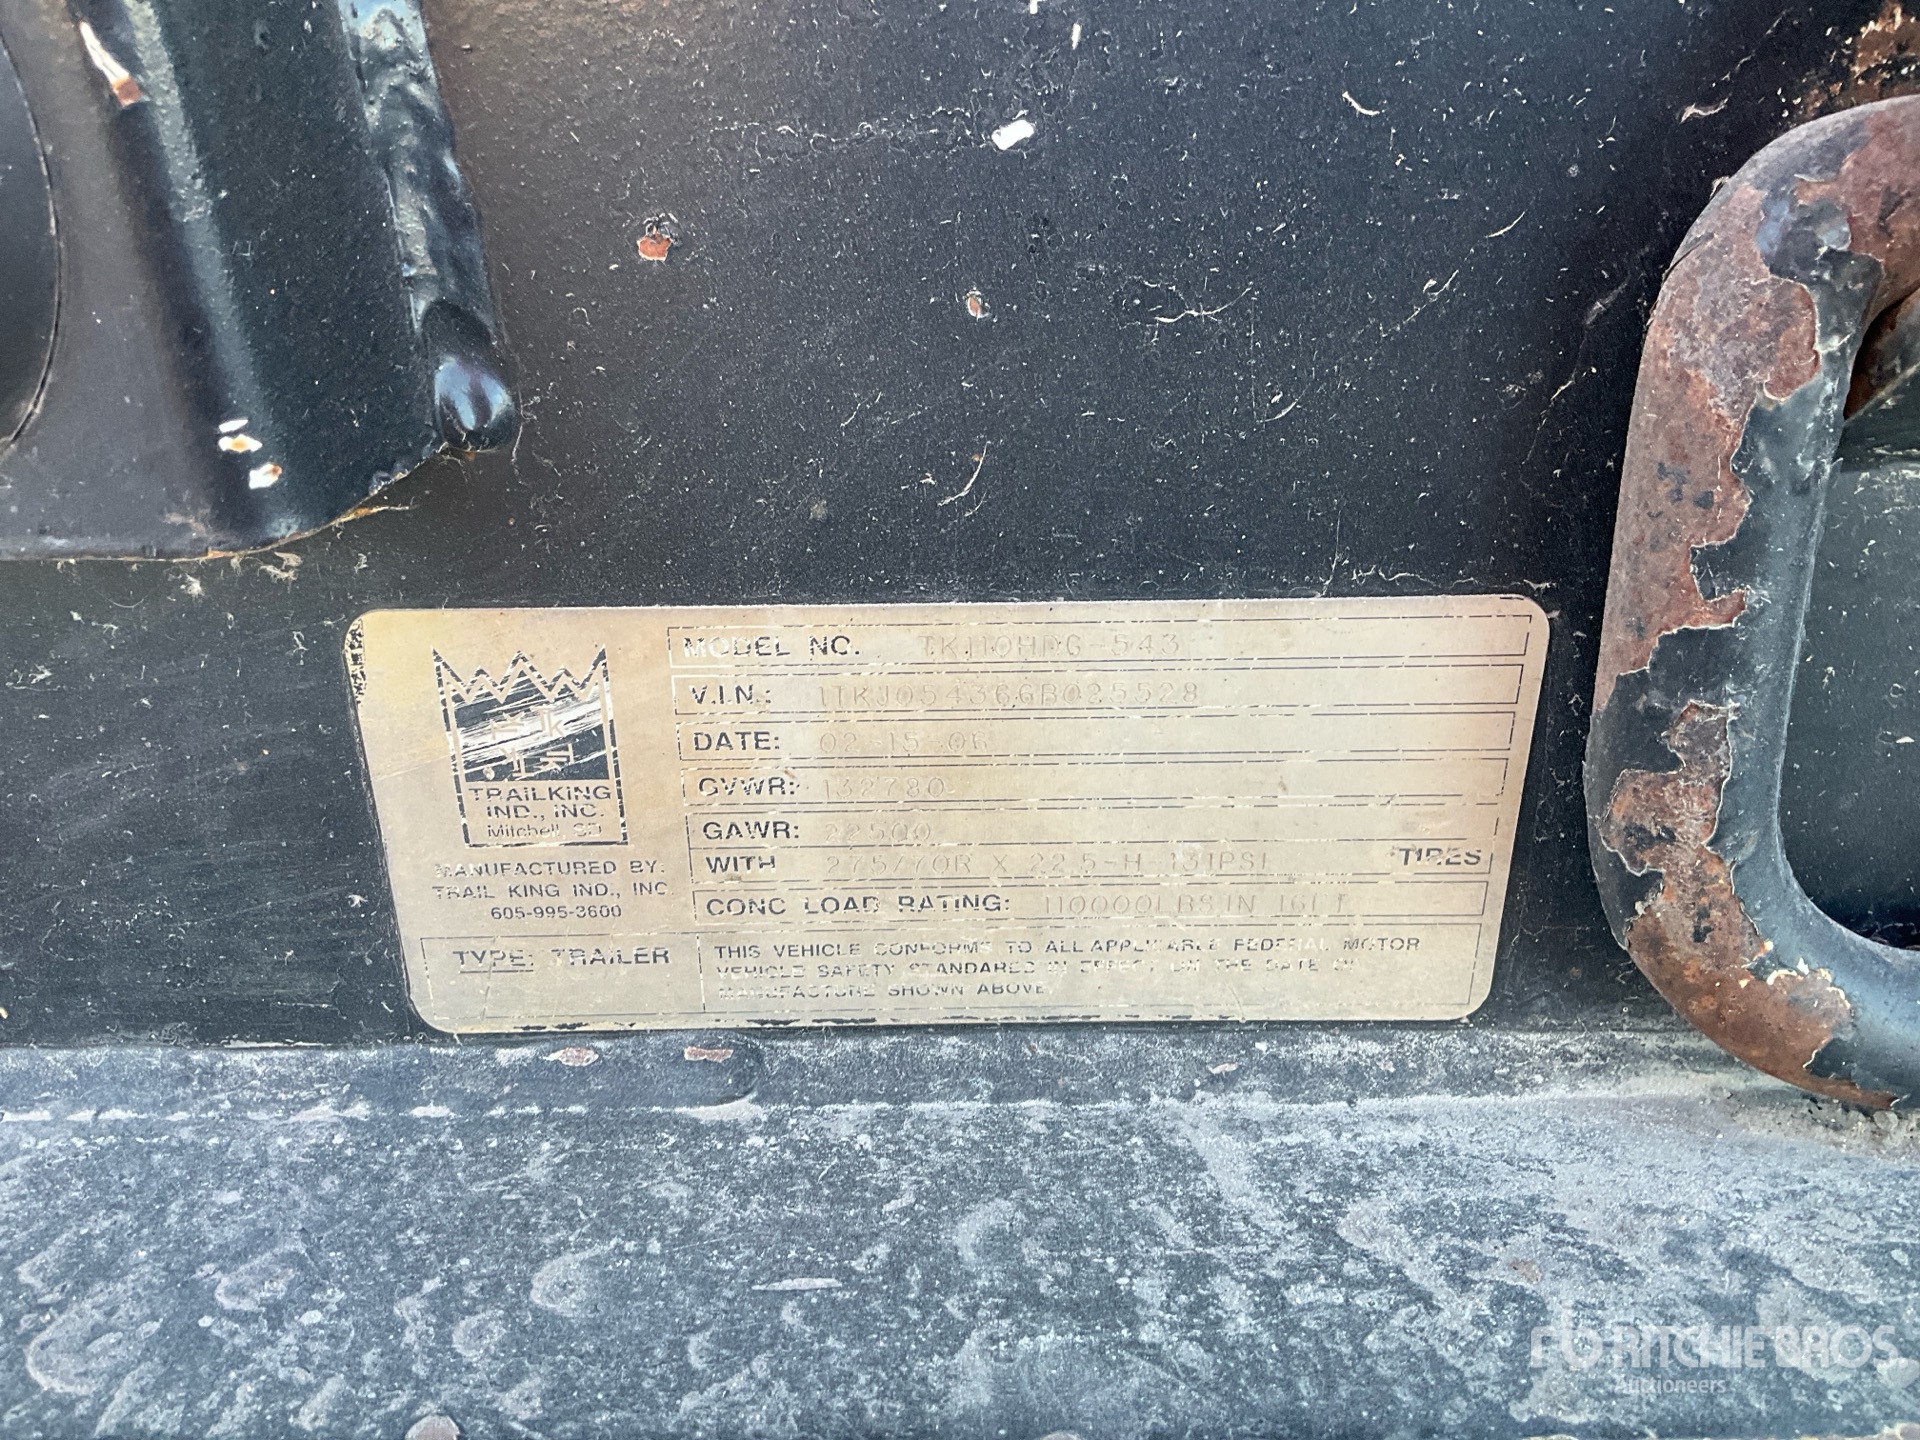 TRAILKING
IND., INC.
Mitchell, SD
MANUFACTURED BY:
TRAIL KING IND., INC.
605-995-3600
TYPE: TRAILER
MODEL NO. TK110HDG-543
V.I.N.: 1TKJ054366B025528
DATE: 02-15-06
GVWR: 132780
GAWR: 22500
WITH 275/70R X 22.5-H 131PSI TIRES
CONC LOAD RATING: 110000LBS IN 16FT
THIS VEHICLE CONFORMS TO ALL APPLICABLE FEDERAL MOTOR
VEHICLE SAFETY STANDARDS IN EFFECT ON THE DATE OF
MANUFACTURE SHOWN ABOVE.
rb RITCHIE BROS
Auctioneers